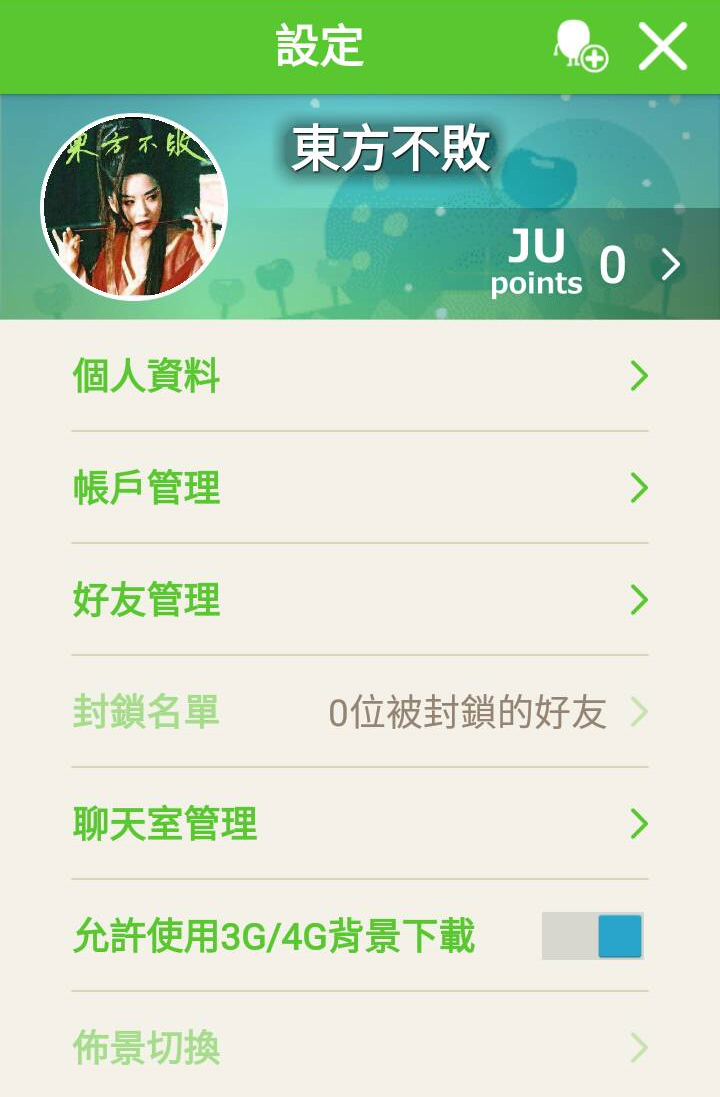 設定
東方不敗
東方不敗
JU
points 0
個人資料
帳戶管理
好友管理
封鎖名單 0位被封鎖的好友
聊天室管理
允許使用3G/4G背景下載
佈景切換